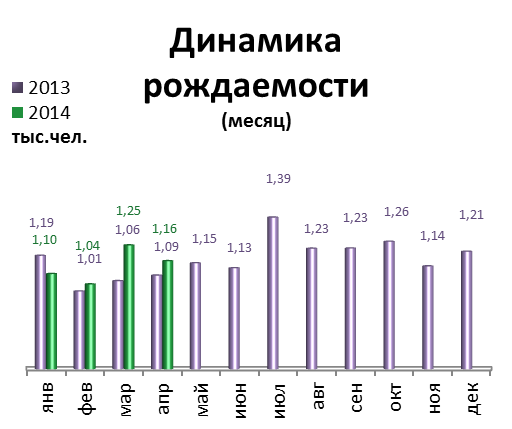 Динамика
рождаемости
(месяц)
2013
2014
тыс.чел.
1,19
1,10
1,04
1,01
1,25
1,06
1,16
1,09
1,15
1,13
1,39
1,23
1,23
1,26
1,14
1,21
янв
фев
мар
апр
май
июн
июл
авг
сен
окт
ноя
дек